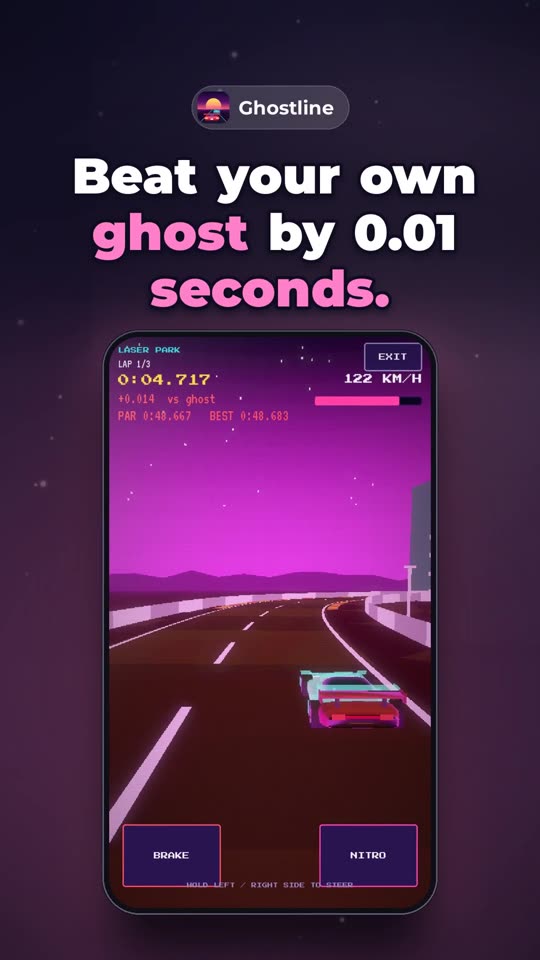 Ghostline
Beat your own
ghost by 0.01
seconds.
LASER PARK
EXIT
LAP 1/3
0:04.717
122 KM/H
+0.014 vs ghost
PAR 0:48.667 BEST 0:48.683
BRAKE
NITRO
HOLD LEFT / RIGHT SIDE TO STEER